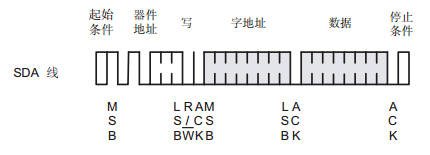 起始 器件 写 字地址 数据 停止
条件 地址 条件
SDA 线
M L R A M L A A
S S / C S S C C
B B W K B B K K